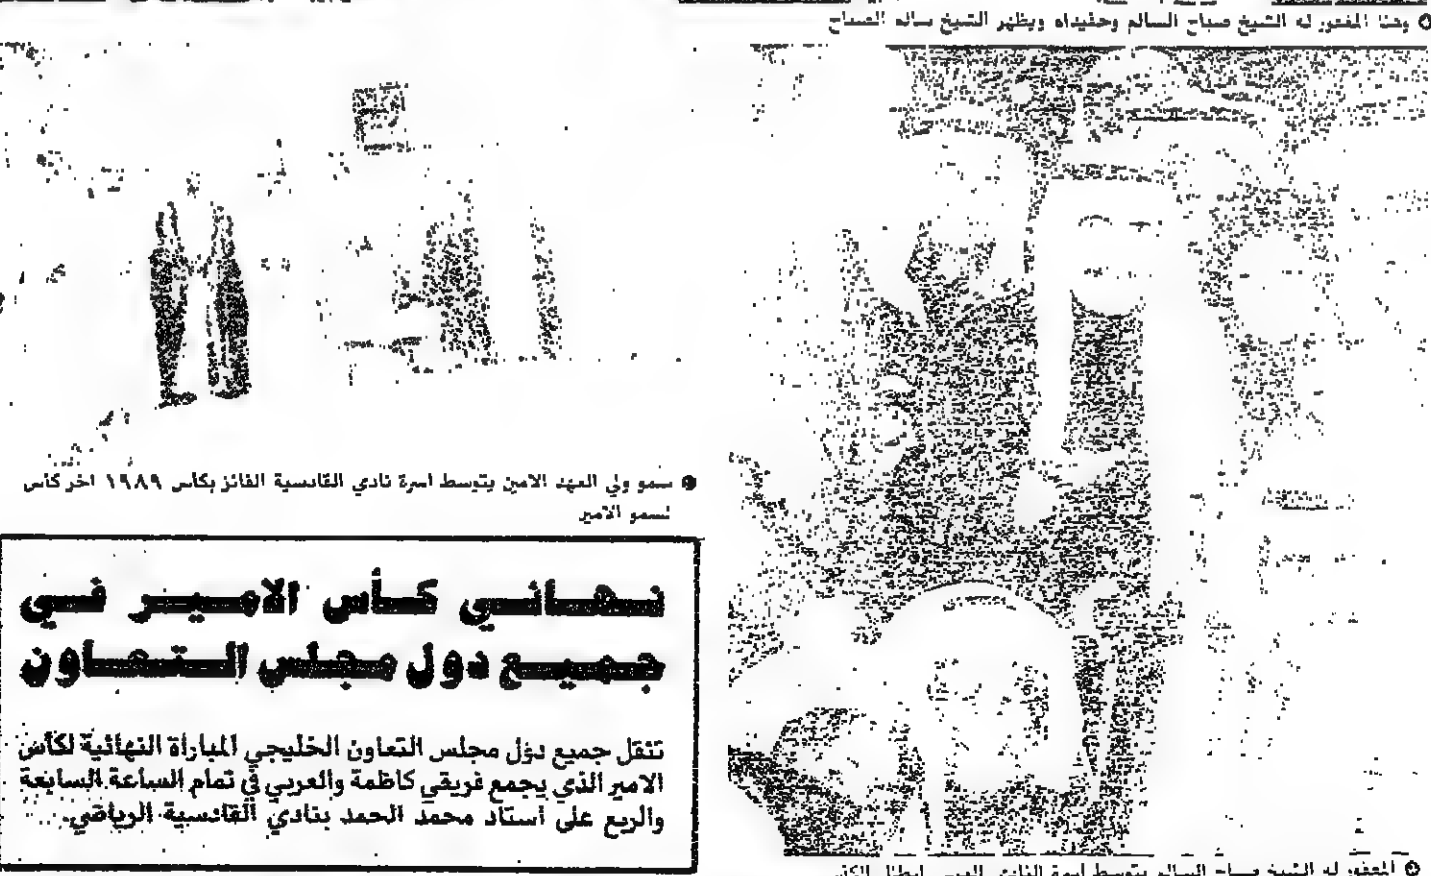 وهنا المغفور له الشيخ صباح السالم وحفيداه ويظهر الشيخ سالم الصباح
سمو ولي العهد الامين يتوسط اسرة نادي القادسية الفائز بكأس ١٩٨٩ اخر كأس
لسمو الامير
نهائي كأس الامير في
جميع دول مجلس التعاون
تنقل جميع دول مجلس التعاون الخليجي المباراة النهائية لكأس
الامير الذي يجمع فريقي كاظمة والعربي في تمام الساعة السابعة
والربع على استاد محمد الحمد بنادي القادسية الرياضي.
المغفور له الشيخ صباح السالم يتوسط اسرة النادي العربي ابطال الكأس